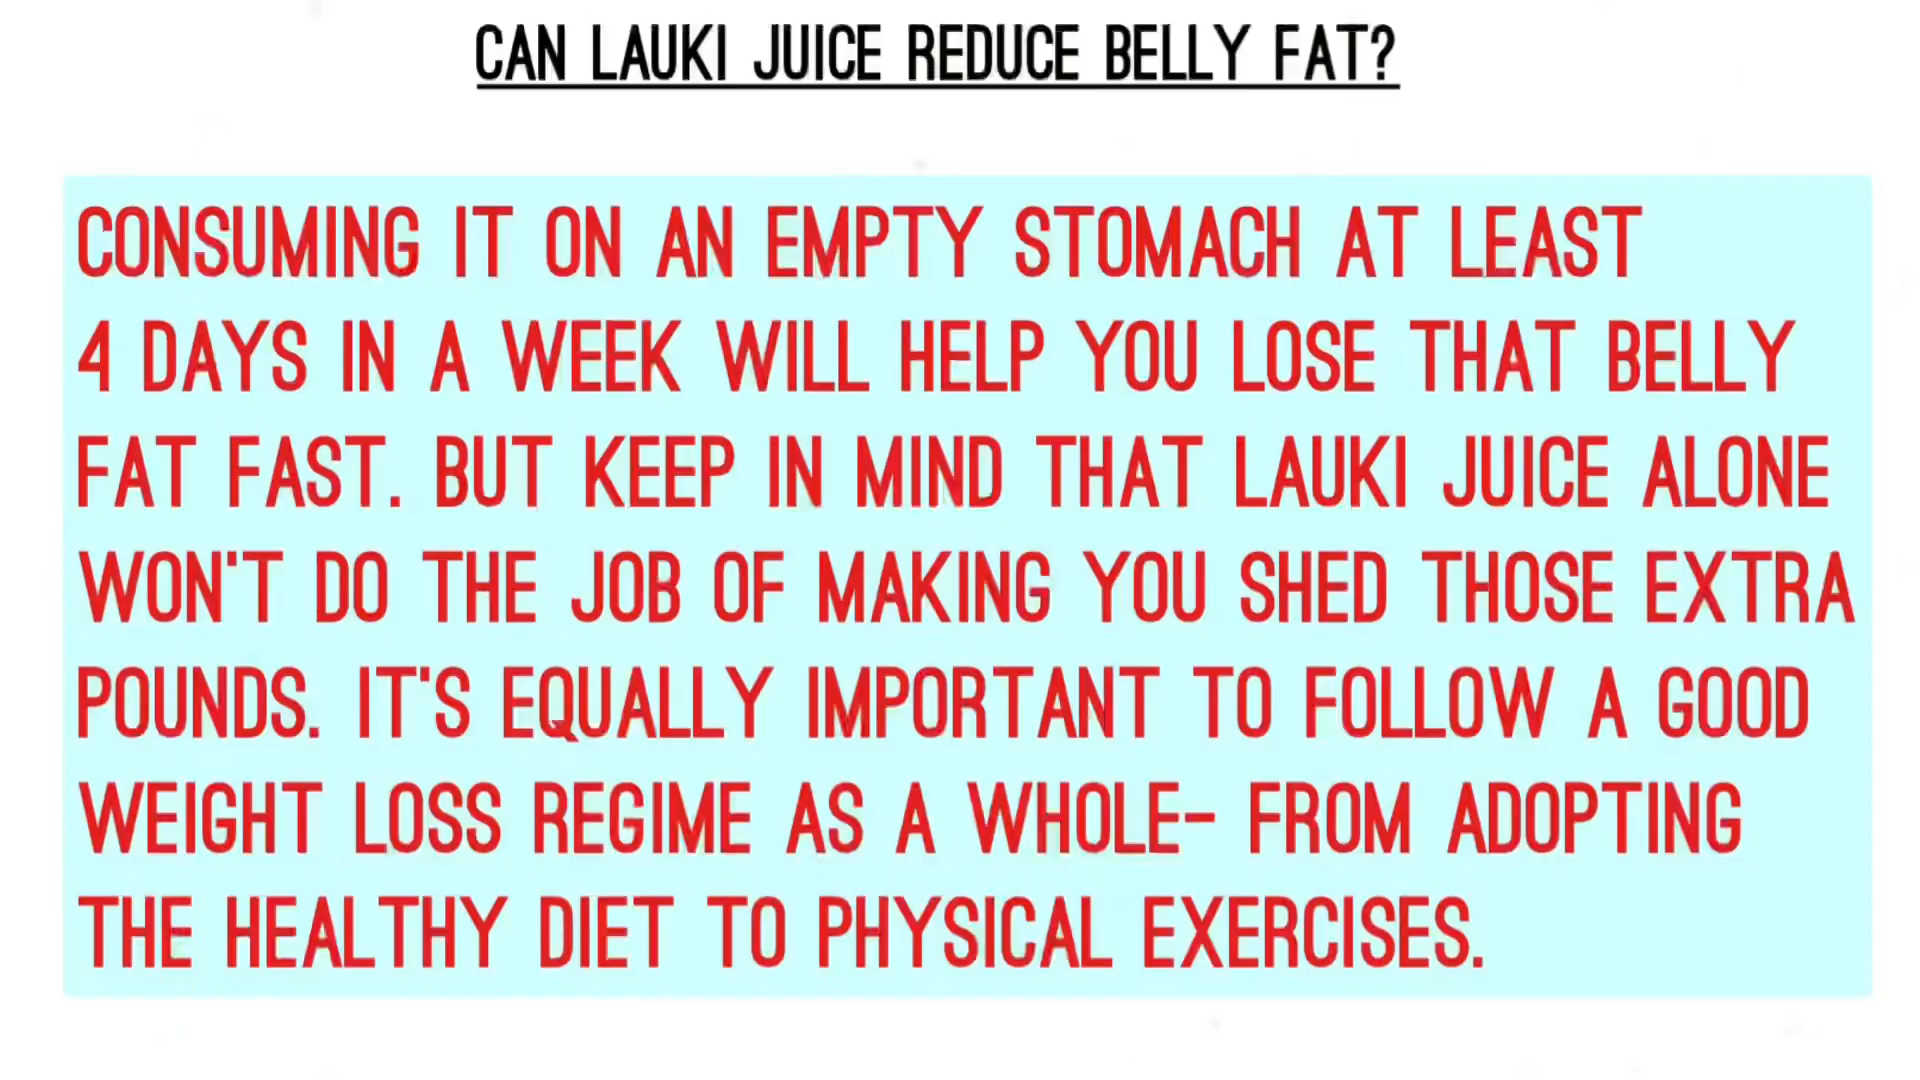 CAN LAUKI JUICE REDUCE BELLY FAT?
CONSUMING IT ON AN EMPTY STOMACH AT LEAST
4 DAYS IN A WEEK WILL HELP YOU LOSE THAT BELLY
FAT FAST. BUT KEEP IN MIND THAT LAUKI JUICE ALONE
WON'T DO THE JOB OF MAKING YOU SHED THOSE EXTRA
POUNDS. IT'S EQUALLY IMPORTANT TO FOLLOW A GOOD
WEIGHT LOSS REGIME AS A WHOLE- FROM ADOPTING
THE HEALTHY DIET TO PHYSICAL EXERCISES.